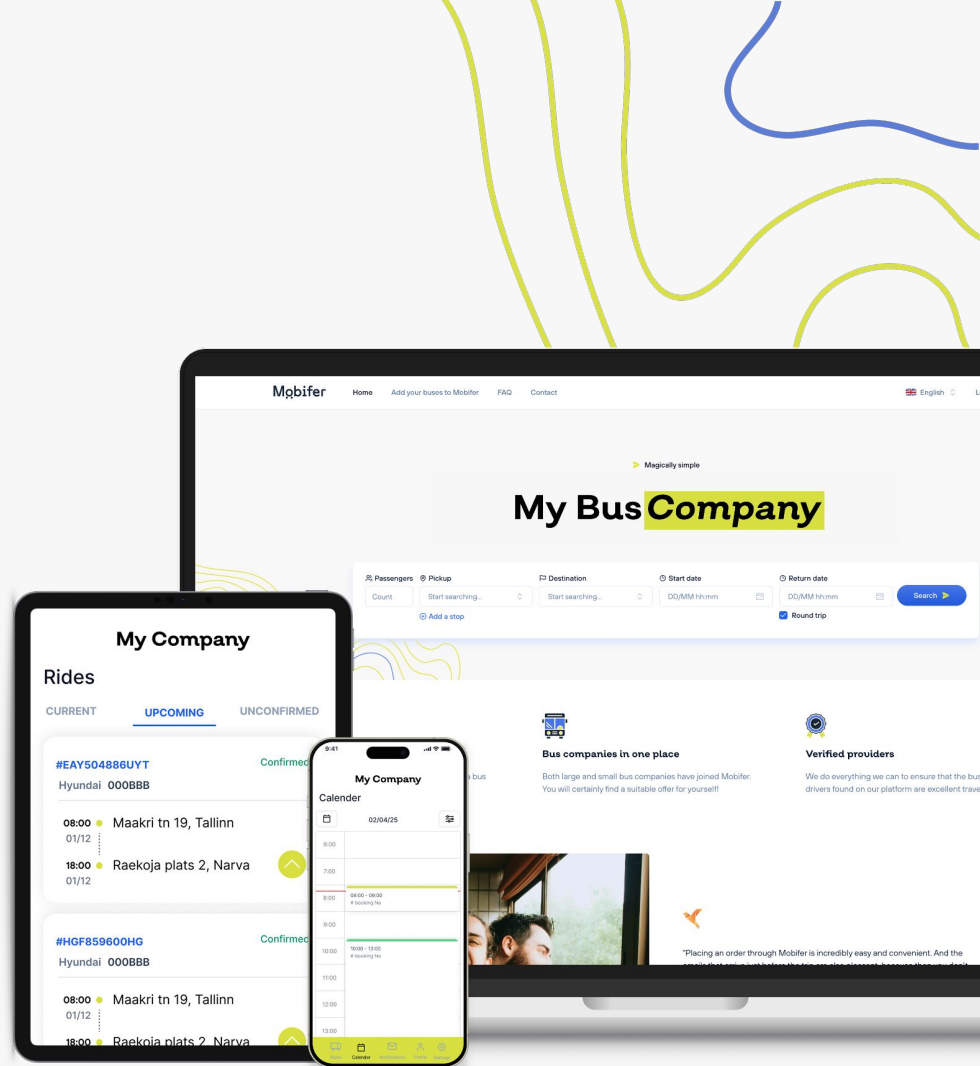 Mobifer Home Add your buses to Mobifer FAQ Contact English
Magically simple
My Bus Company
Passengers Pickup Destination Start date Return date
Count Start searching... Start searching... DD/MM hh:mm DD/MM hh:mm Search
Add a stop Round trip
Bus companies in one place
Both large and small bus companies have joined Mobifer.
You will certainly find a suitable offer for yourself!
Verified providers
We do everything we can to ensure that the bus
drivers found on our platform are excellent
a bus
"Placing an order through Mobifer is incredibly easy and convenient. And the
My Company
Rides
CURRENT UPCOMING UNCONFIRMED
#EAY504886UYT Confirmed
Hyundai 000BBB
08:00 Maakri tn 19, Tallinn
01/12
18:00 Raekoja plats 2, Narva
01/12
#HGF859600HG Confirmed
Hyundai 000BBB
08:00 Maakri tn 19, Tallinn
01/12
18:00 Raekoja plats 2, Narva
9:41
My Company
Calender
02/04/25
6:00
7:00
8:00
08:00 - 09:00
# booking No
9:00
10:00
10:00 - 13:00
# booking No
11:00
12:00
13:00
Calender